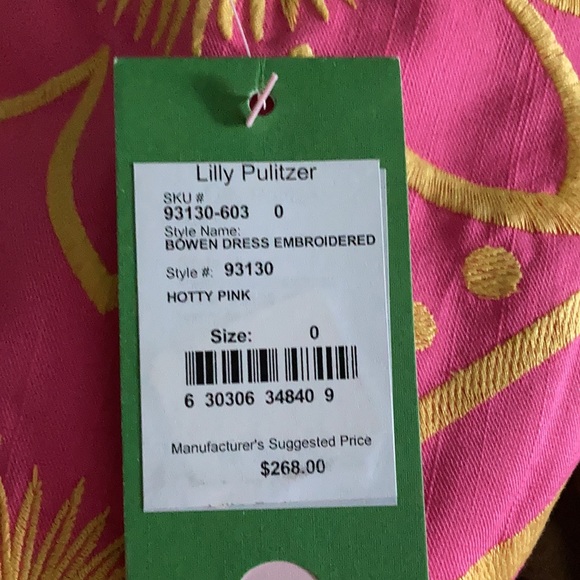 Lilly Pulitzer
SKU #
93130-603 0
Style Name:
BOWEN DRESS EMBROIDERED
Style #: 93130
HOTTY PINK
Size: 0
6 30306 34840 9
Manufacturer's Suggested Price
$268.00